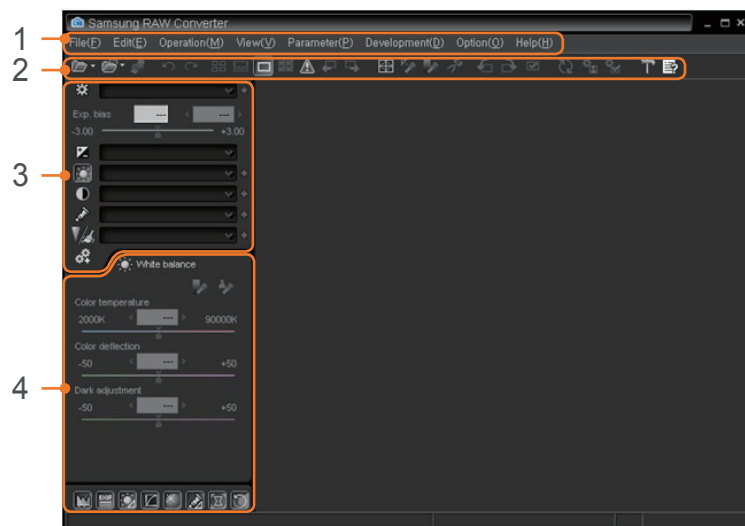 Samsung RAW Converter
1
File(F) Edit(E) Operation(M) View(V) Parameter(P) Development(D) Option(O) Help(H)
2
3
Exp. bias --- ---
-3.00 +3.00
White balance
4
Color temperature
2000K --- 90000K
Color deflection
-50 --- +50
Dark adjustment
-50 --- +50
EXIF